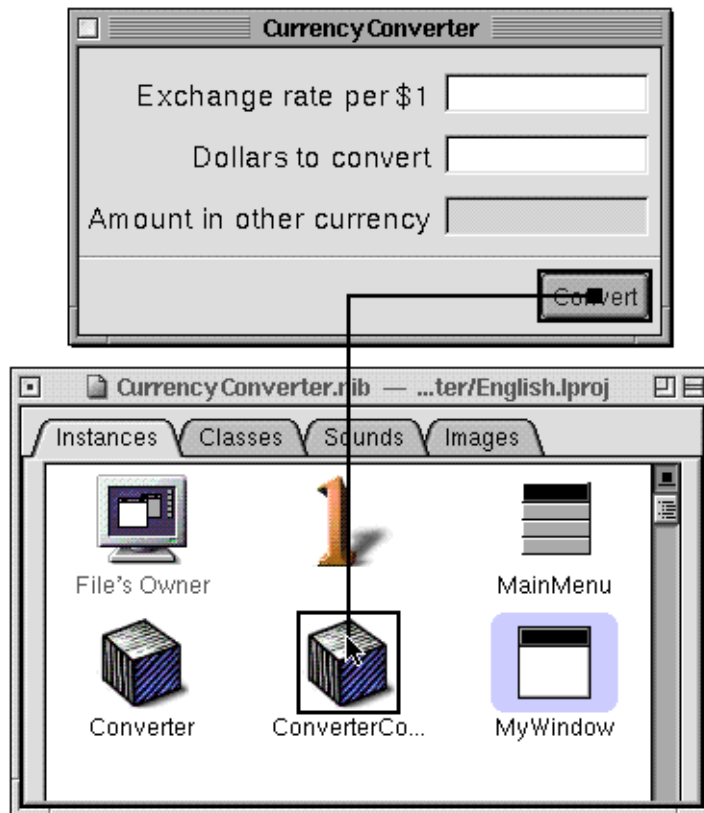 CurrencyConverter
Exchange rate per $1
Dollars to convert
Amount in other currency
Convert
CurrencyConverter.nib — ...ter/English.lproj
Instances Classes Sounds Images
1
File's Owner MainMenu
Converter ConverterCo... MyWindow